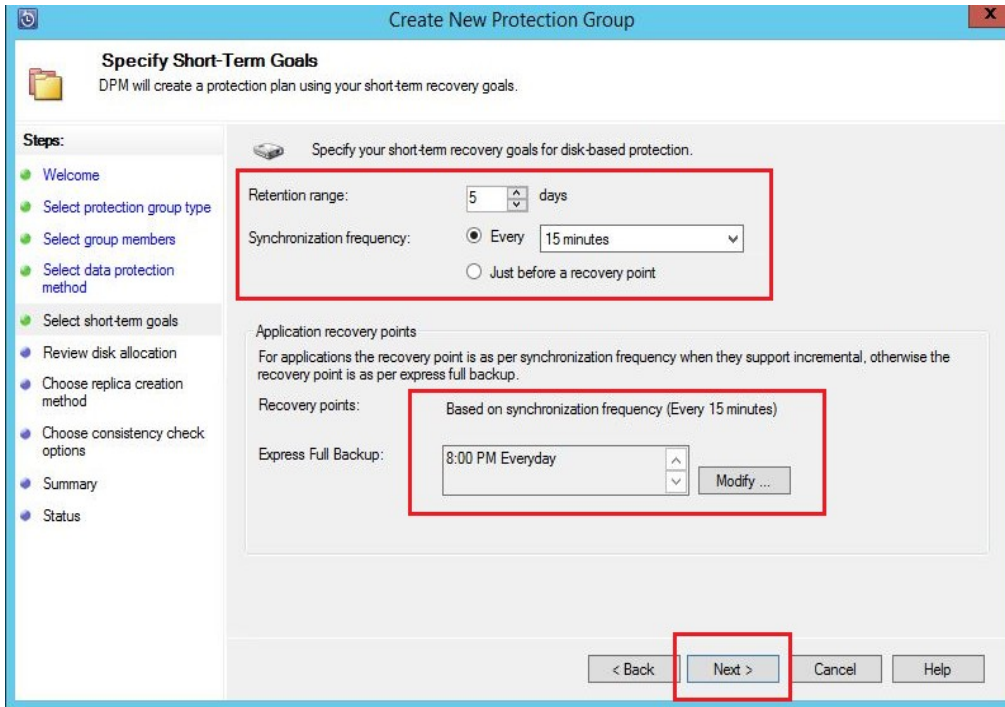 Create New Protection Group
X
Specify Short-Term Goals
DPM will create a protection plan using your short-term recovery goals.
Steps:
Welcome
Select protection group type
Select group members
Select data protection
method
Select short-term goals
Review disk allocation
Choose replica creation
method
Choose consistency check
options
Summary
Status
Specify your short-term recovery goals for disk-based protection.
Retention range: 5 days
Synchronization frequency: Every 15 minutes
Just before a recovery point
Application recovery points
For applications the recovery point is as per synchronization frequency when they support incremental, otherwise the
recovery point is as per express full backup.
Recovery points: Based on synchronization frequency (Every 15 minutes)
Express Full Backup: 8:00 PM Everyday
Modify ...
< Back Next > Cancel Help